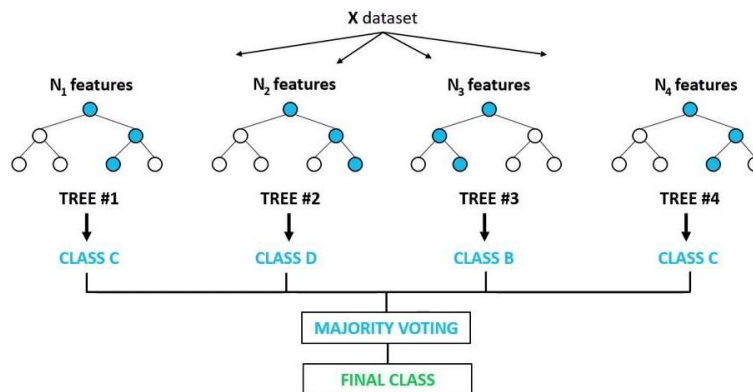 X dataset
N₁ features
N₂ features
N₃ features
N₄ features
TREE #1
TREE #2
TREE #3
TREE #4
CLASS C
CLASS D
CLASS B
CLASS C
MAJORITY VOTING
FINAL CLASS